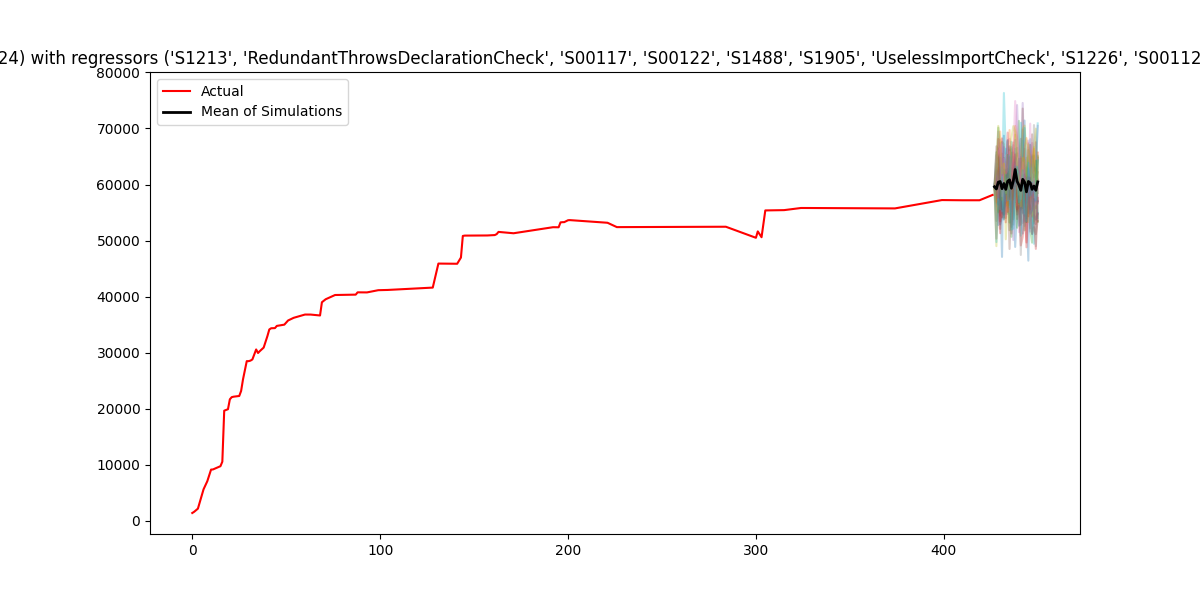 24) with regressors ('S1213', 'RedundantThrowsDeclarationCheck', 'S00117', 'S00122', 'S1488', 'S1905', 'UselessImportCheck', 'S1226', 'S00112
Actual
Mean of Simulations
80000
70000
60000
50000
40000
30000
20000
10000
0
0 100 200 300 400